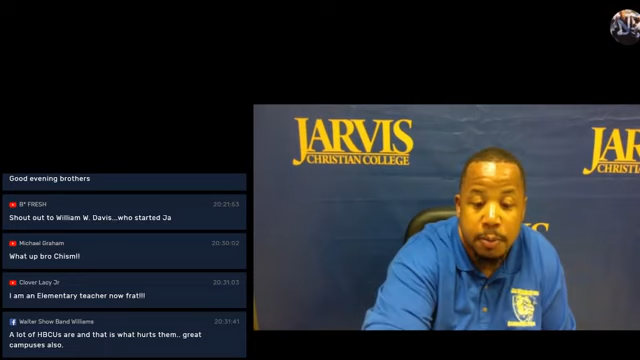 Good evening brothers
B* FRESH 20:21:53
Shout out to William W. Davis...who started Ja
Michael Graham 20:30:02
What up bro Chism!!
Clover Lacy Jr 20:31:03
I am an Elementary teacher now frat!!!
Walter Show Band Williams 20:31:41
A lot of HBCUs are and that is what hurts them.. great
campuses also.
JARVIS
CHRISTIAN COLLEGE
JAR
CHRISTIAN